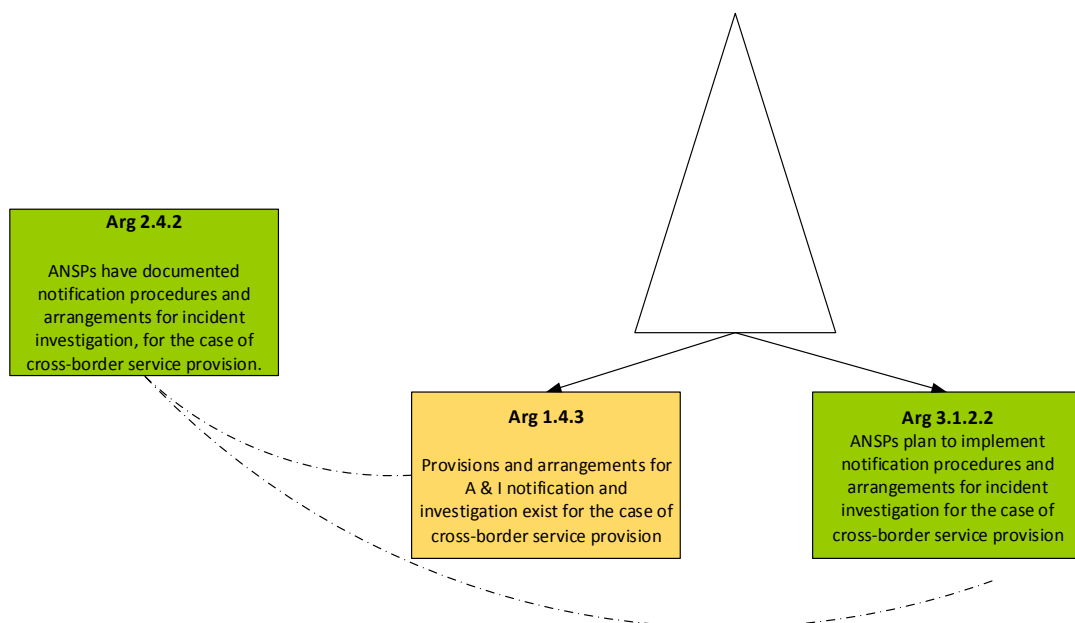 Arg 2.4.2
ANSPs have documented
notification procedures and
arrangements for incident
investigation, for the case of
cross-border service provision.
Arg 1.4.3
Provisions and arrangements for
A & I notification and
investigation exist for the case of
cross-border service provision
Arg 3.1.2.2
ANSPs plan to implement
notification procedures and
arrangements for incident
investigation for the case of
cross-border service provision